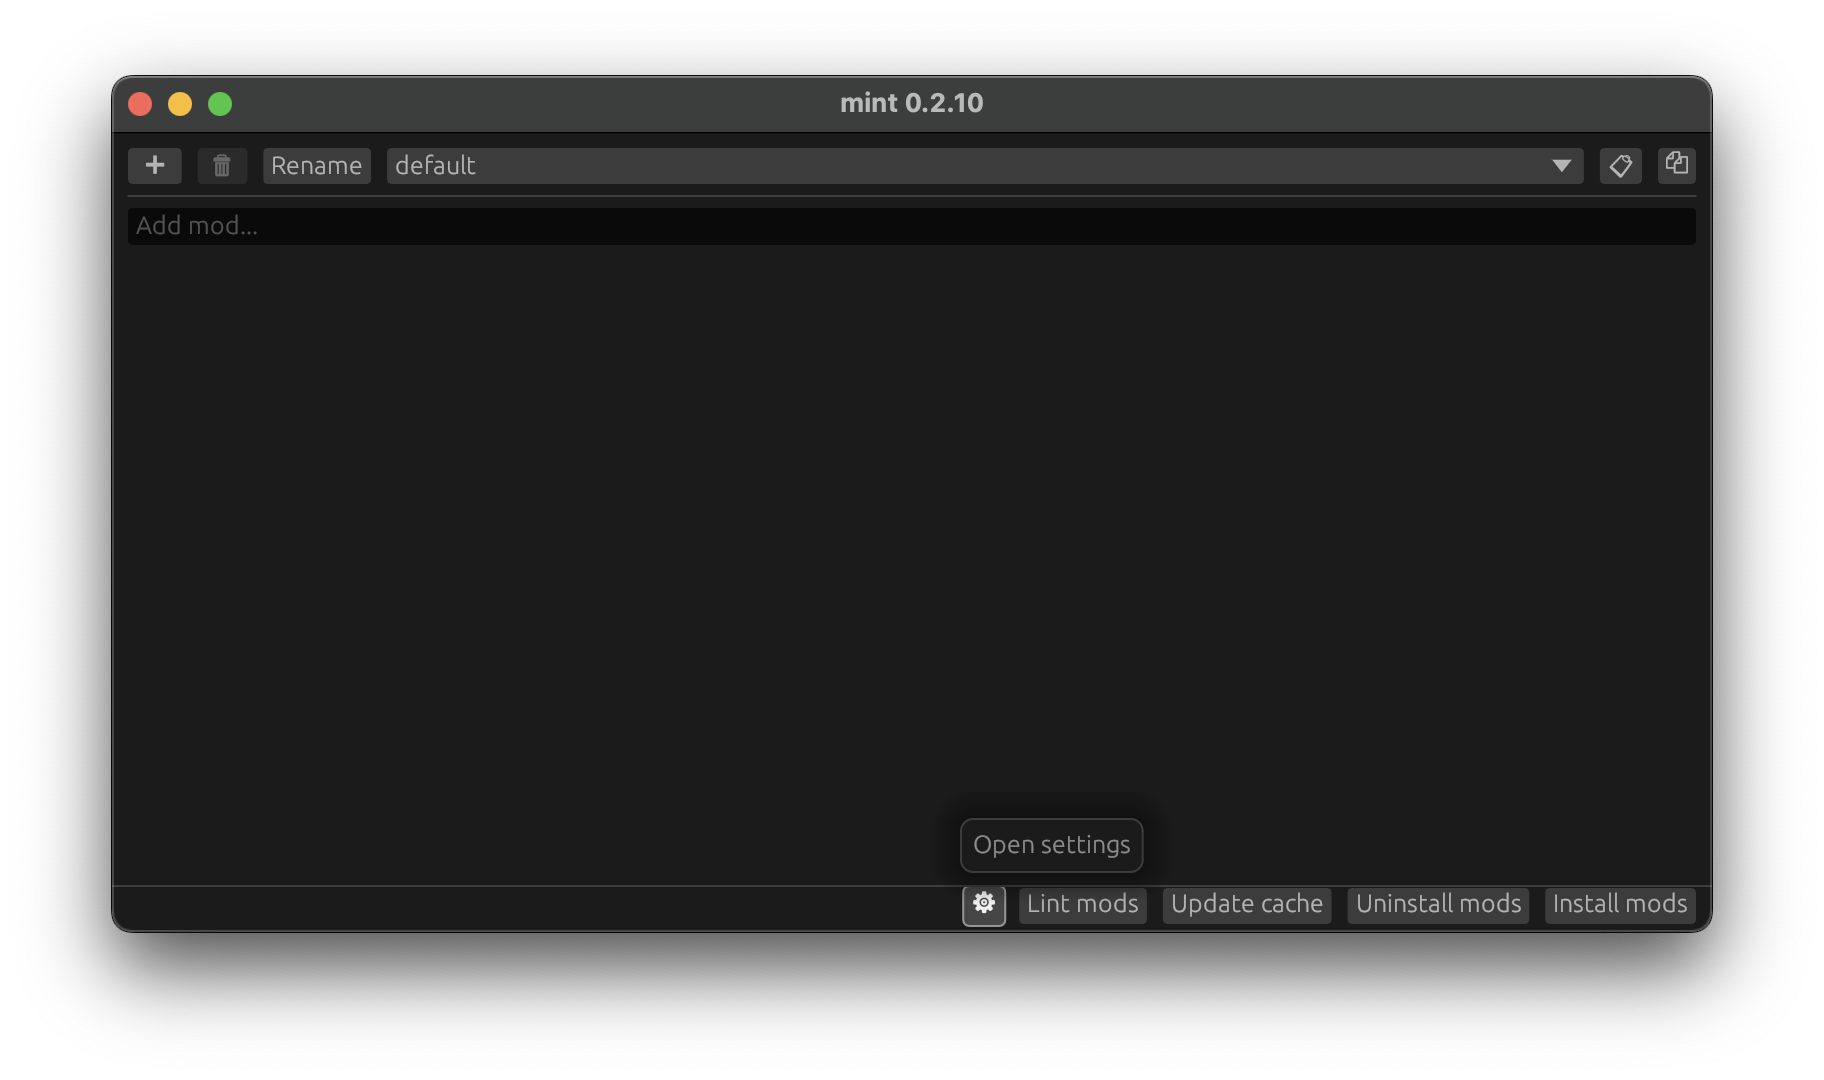 mint 0.2.10
Rename default
Add mod...
Open settings
Lint mods Update cache Uninstall mods Install mods